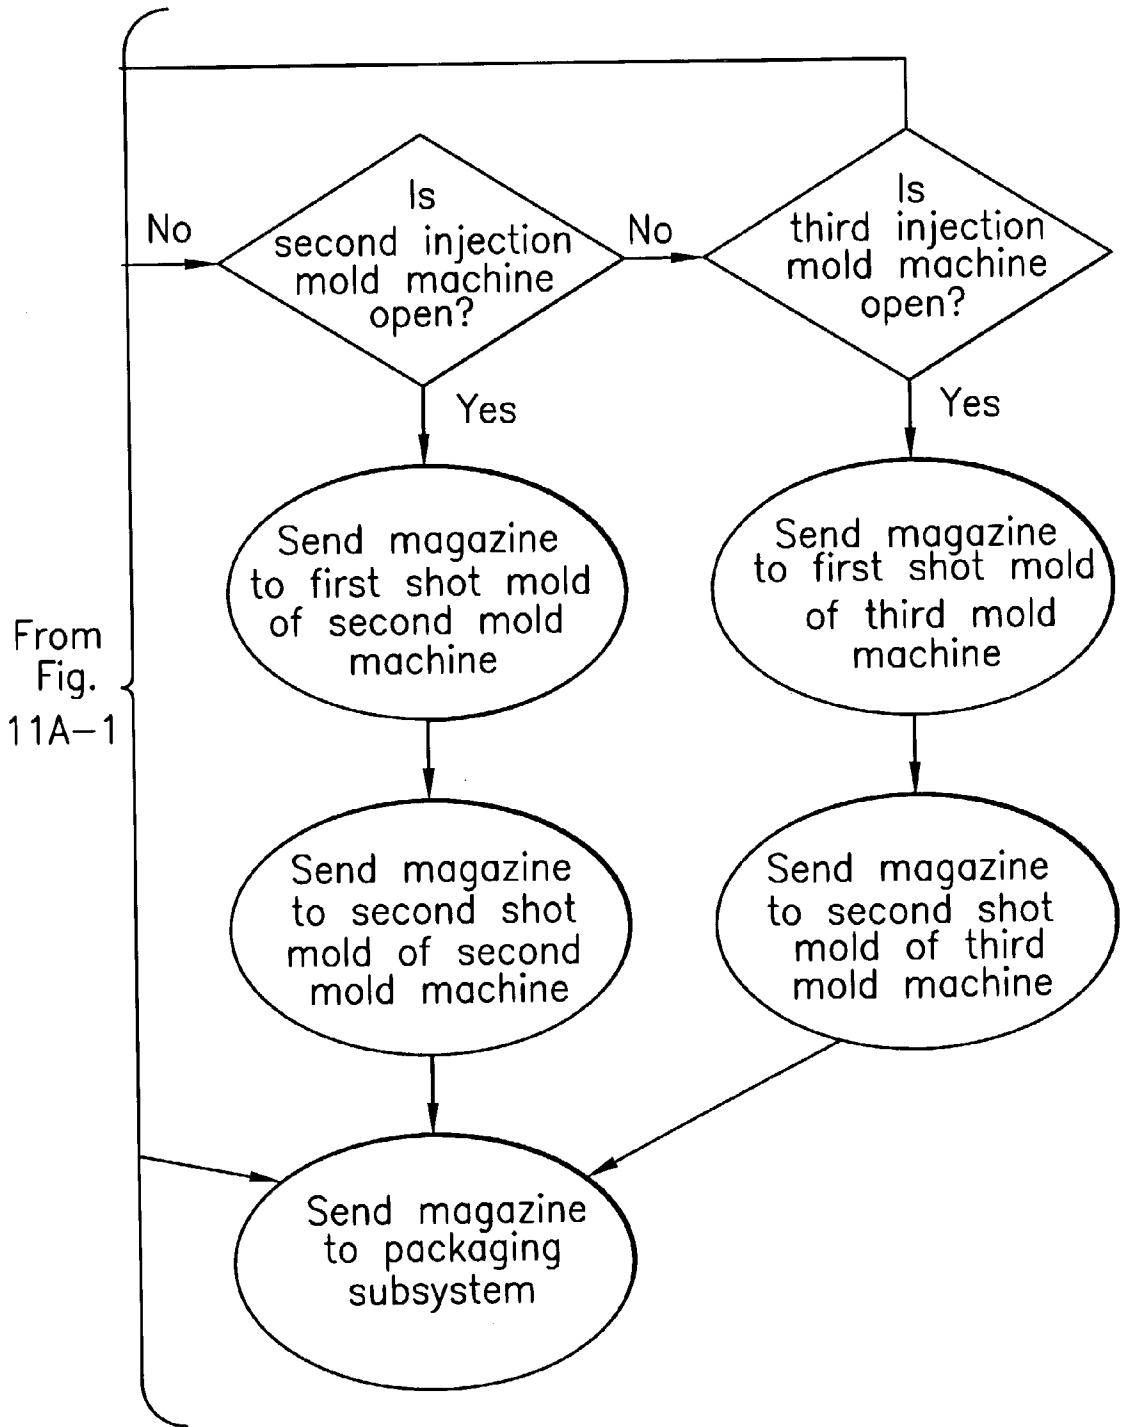 No
Is
second injection
mold machine
open?
No
Is
third injection
mold machine
open?
Yes
Yes
Send magazine
to first shot mold
of second mold
machine
Send magazine
to first shot mold
of third mold
machine
From
Fig.
11A-1
Send magazine
to second shot
mold of second
mold machine
Send magazine
to second shot
mold of third
mold machine
Send magazine
to packaging
subsystem